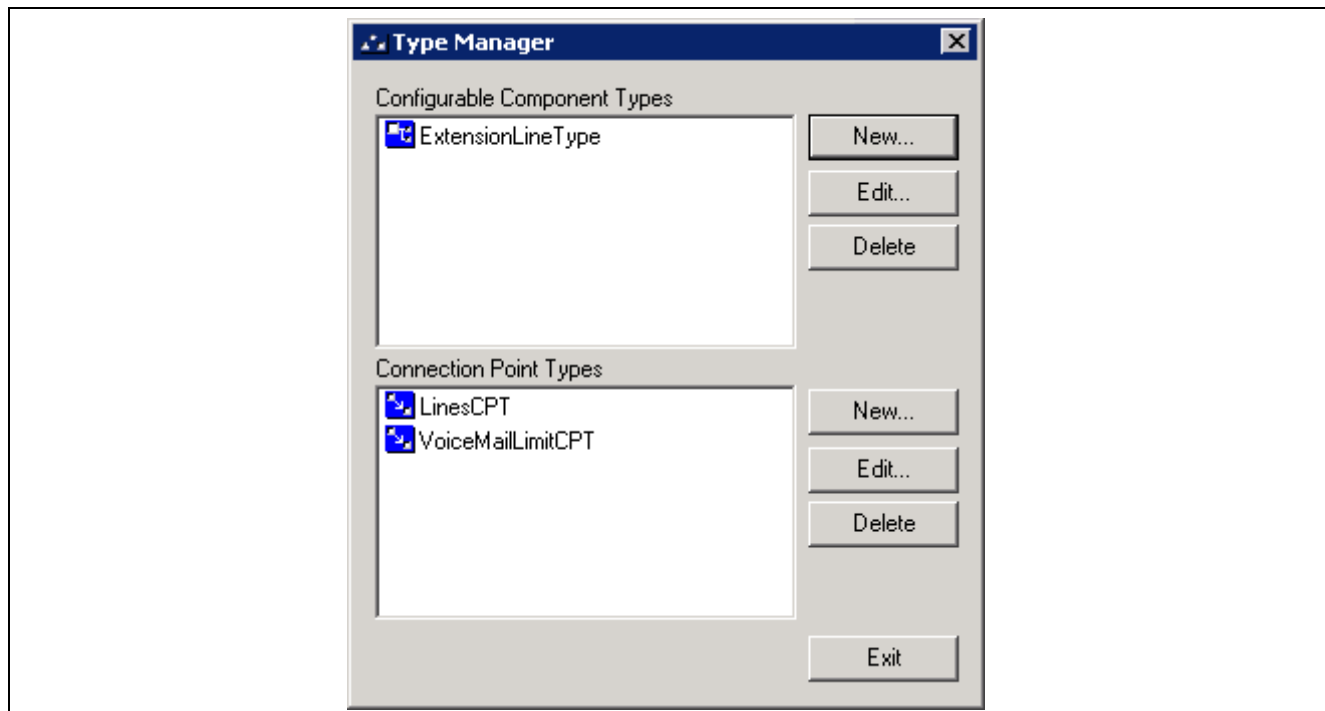 Type Manager
Configurable Component Types
ExtensionLineType
New...
Edit...
Delete
Connection Point Types
LinesCPT
VoiceMailLimitCPT
New...
Edit...
Delete
Exit